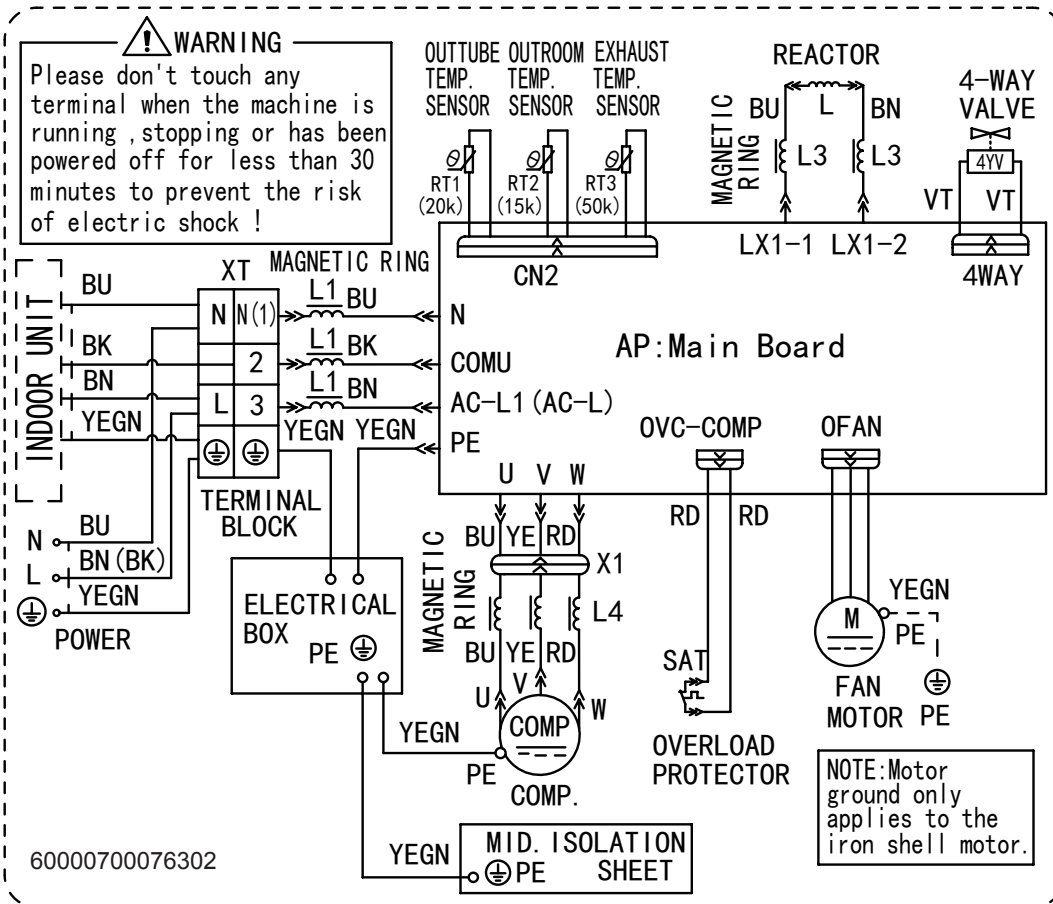 WARNING
Please don't touch any
terminal when the machine is
running ,stopping or has been
powered off for less than 30
minutes to prevent the risk
of electric shock !
OUTTUBE OUTROOM EXHAUST
TEMP. TEMP. TEMP.
SENSOR SENSOR SENSOR
RT1 RT2 RT3
(20k) (15k) (50k)
REACTOR
MAGNETIC
RING
BU L BN
L3 L3
LX1-1 LX1-2
4-WAY
VALVE
4YV
VT VT
4WAY
CN2
AP:Main Board
INDOOR UNIT
BU
BK
BN
YEGN
XT
N N(1)
2
L 3
TERMINAL
BLOCK
MAGNETIC RING
L1 BU
L1 BK
L1 BN
YEGN YEGN
N
COMU
AC-L1(AC-L)
PE
N BU
L BN(BK)
YEGN
POWER
ELECTRICAL
BOX
PE
U V W
BU YE RD
X1
MAGNETIC
RING
L4
BU YE RD
U V W
COMP
COMP.
YEGN
PE
YEGN
MID. ISOLATION
PE SHEET
OVC-COMP
RD RD
SAT
OVERLOAD
PROTECTOR
OFAN
M
YEGN
PE
FAN
MOTOR PE
NOTE:Motor
ground only
applies to the
iron shell motor.
60000700076302